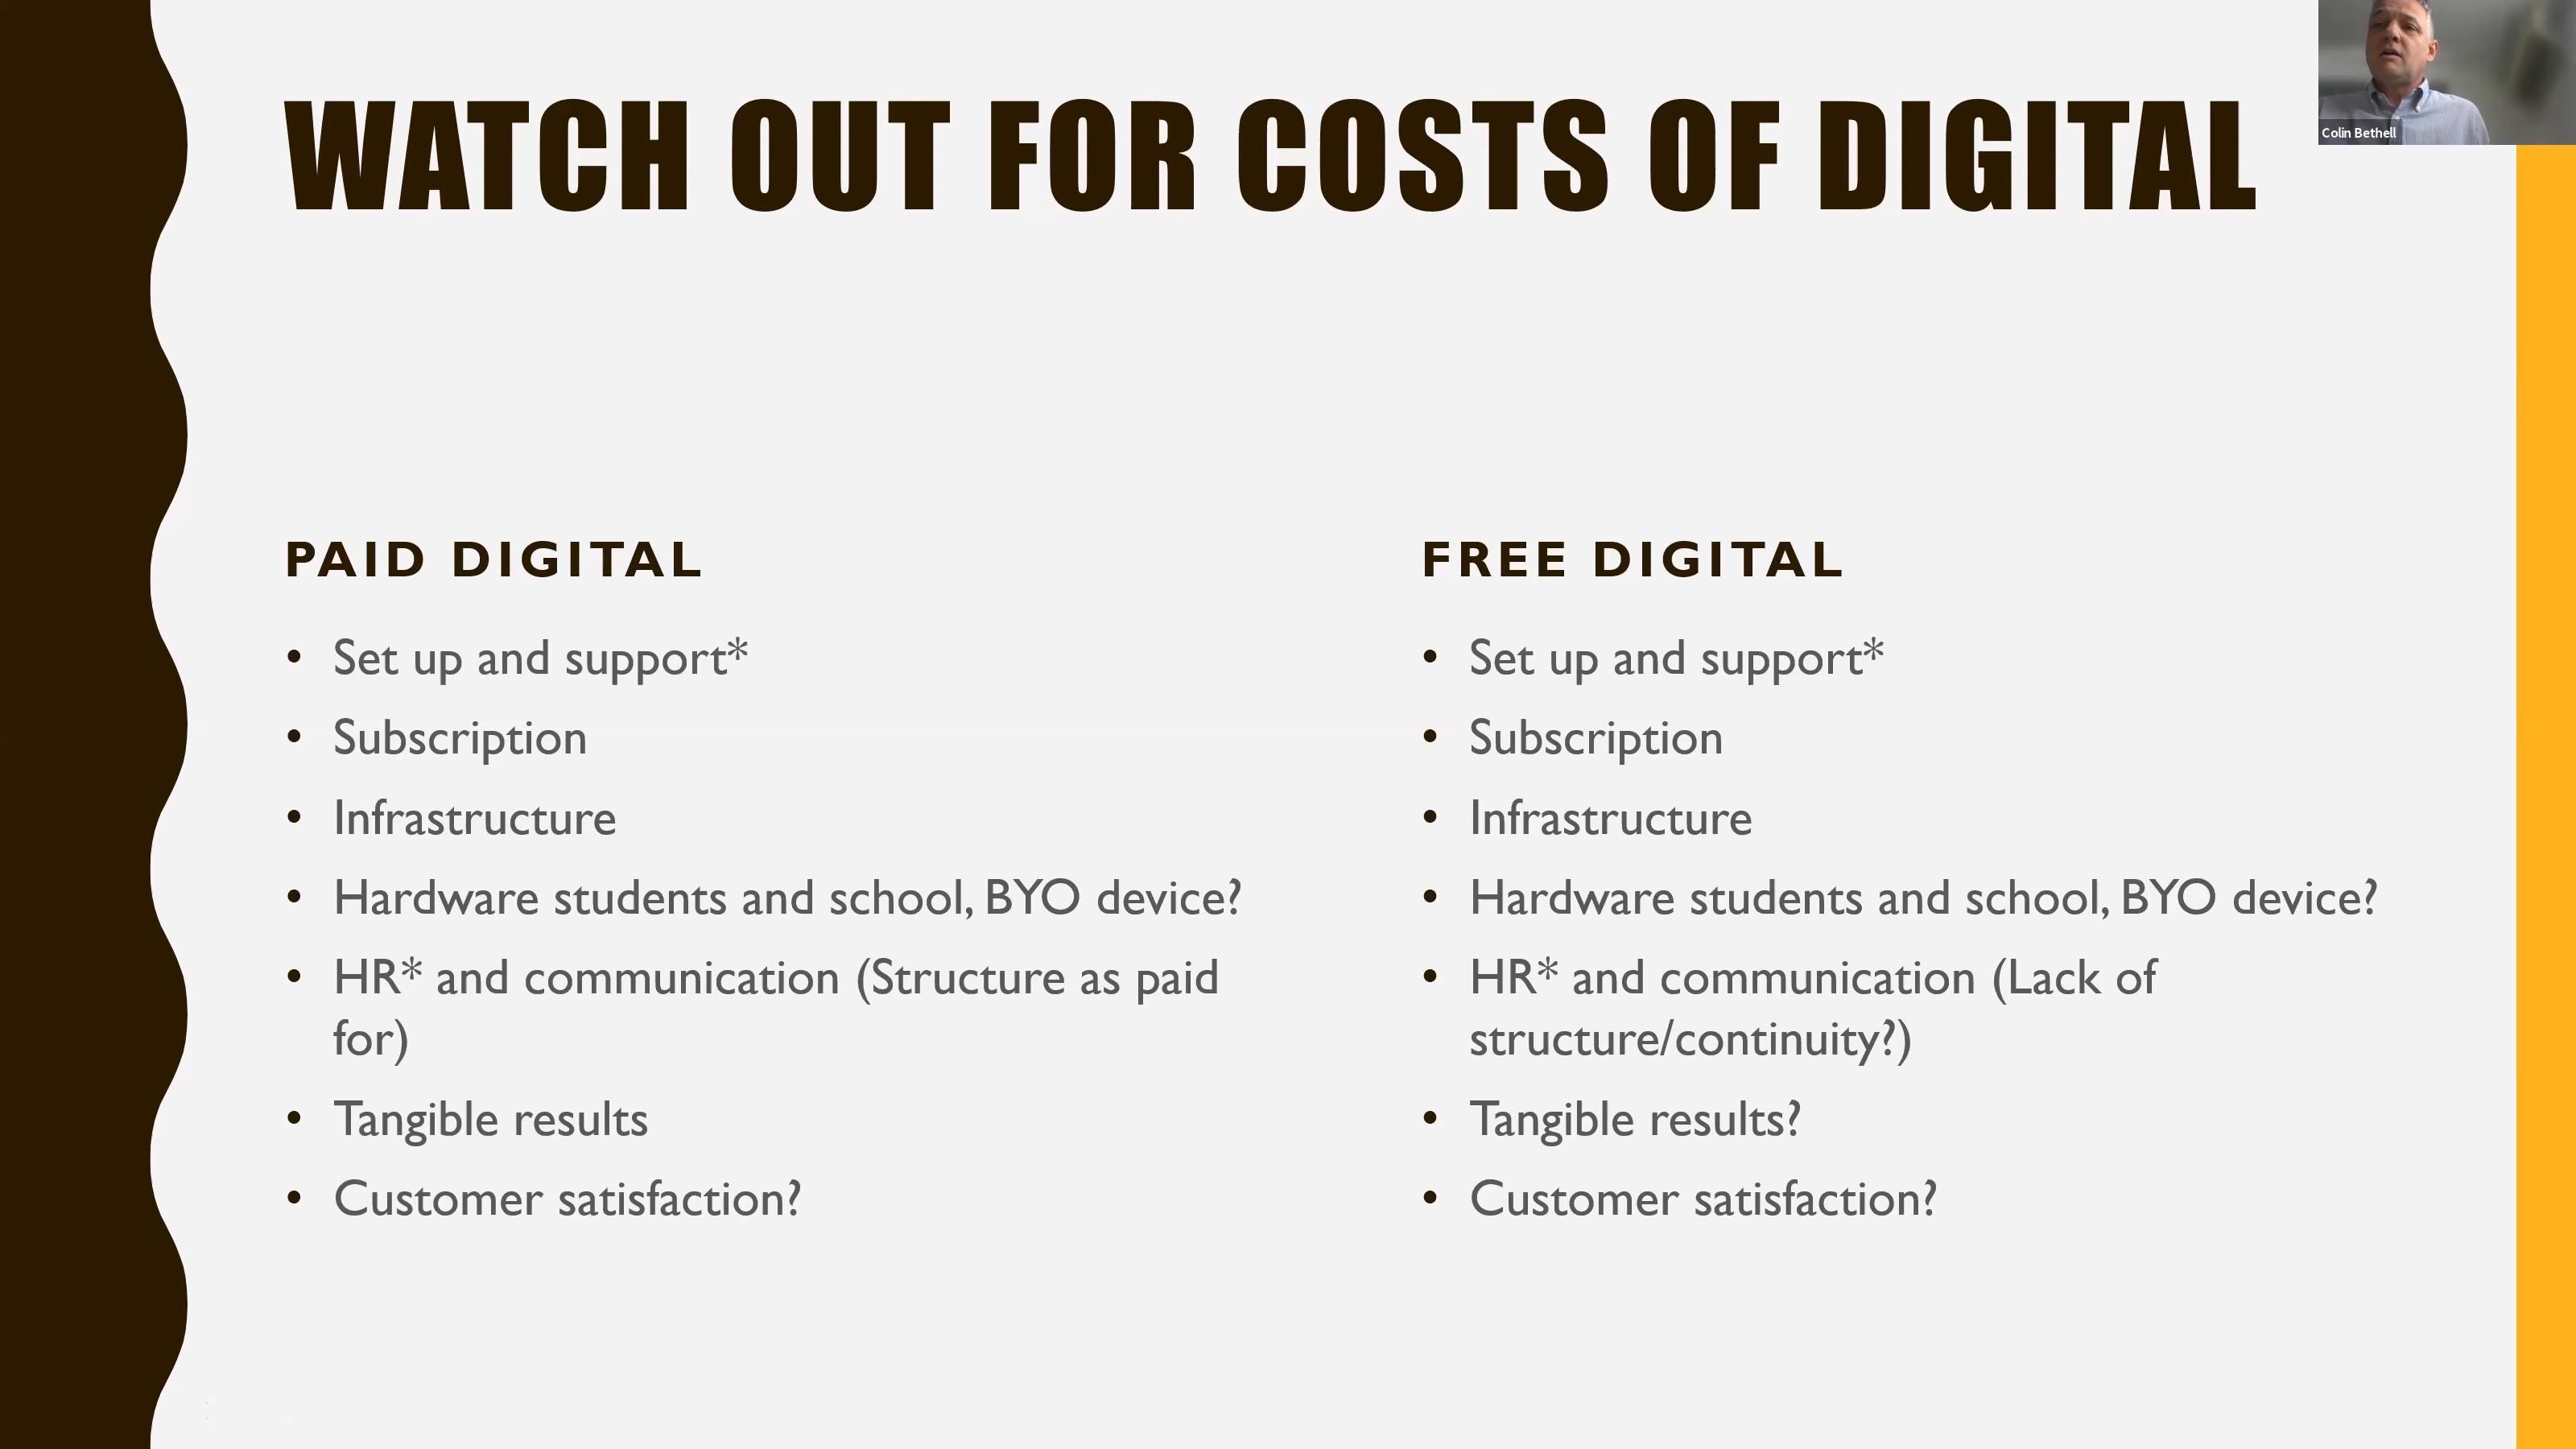 WATCH OUT FOR COSTS OF DIGITAL
Colin Bethell
PAID DIGITAL
• Set up and support*
• Subscription
• Infrastructure
• Hardware students and school, BYO device?
• HR* and communication (Structure as paid
for)
• Tangible results
• Customer satisfaction?
FREE DIGITAL
• Set up and support*
• Subscription
• Infrastructure
• Hardware students and school, BYO device?
• HR* and communication (Lack of
structure/continuity?)
• Tangible results?
• Customer satisfaction?